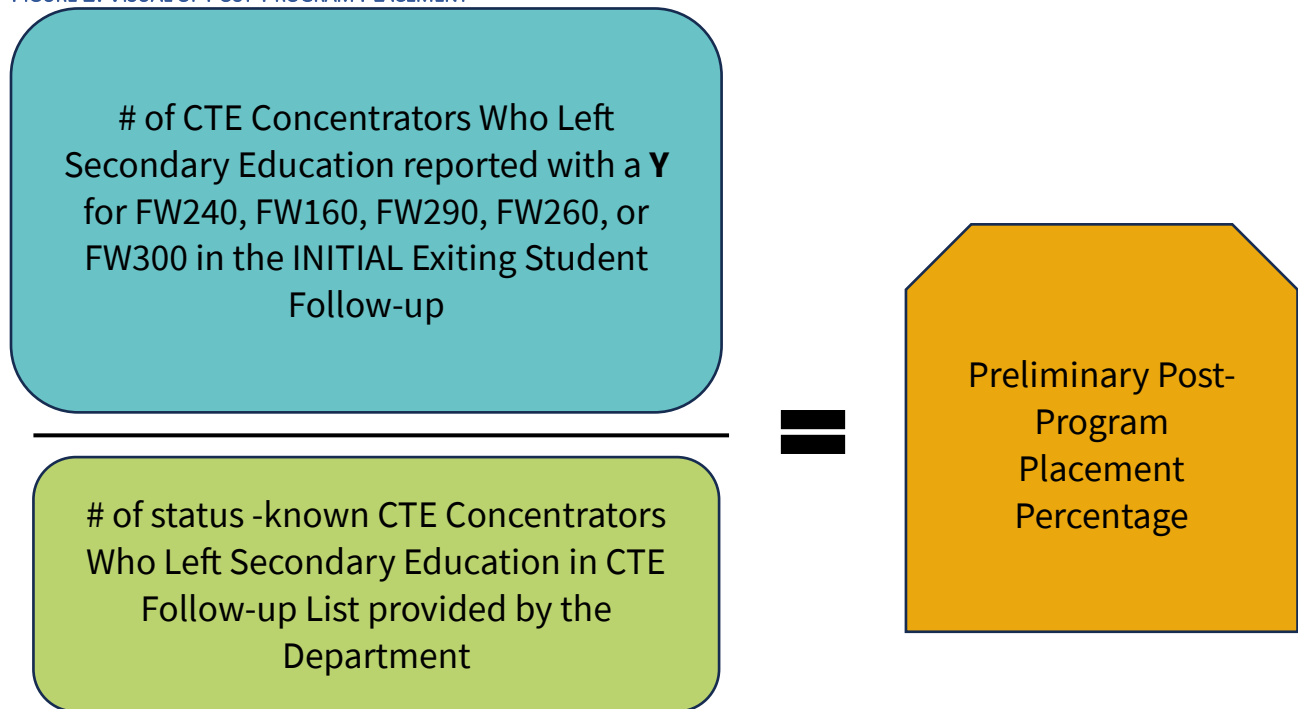 # of CTE Concentrators Who Left
Secondary Education reported with a Y
for FW240, FW160, FW290, FW260, or
FW300 in the INITIAL Exiting Student
Follow-up
# of status -known CTE Concentrators
Who Left Secondary Education in CTE
Follow-up List provided by the
Department
=
Preliminary Post-
Program
Placement
Percentage